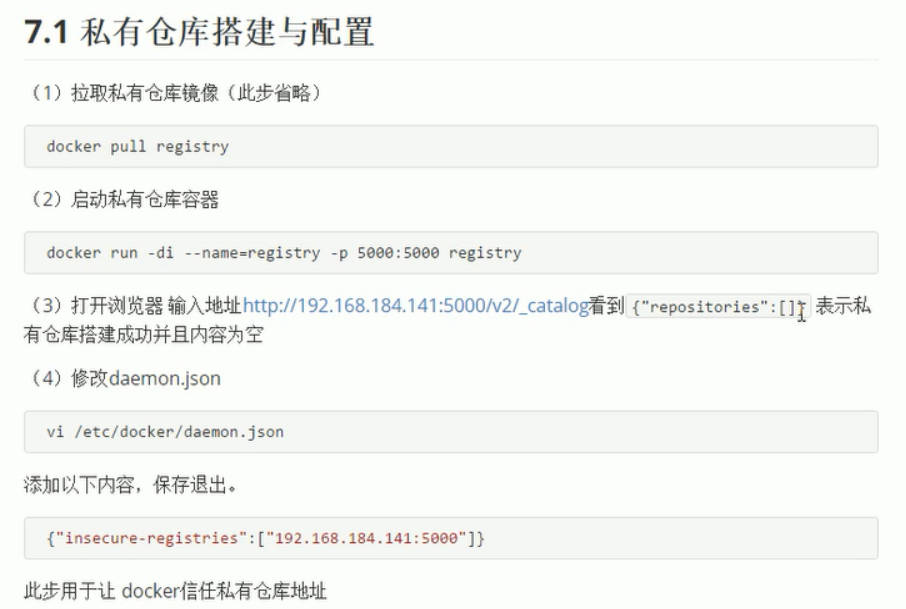 7.1 私有仓库搭建与配置
（1）拉取私有仓库镜像（此步省略）
docker pull registry
（2）启动私有仓库容器
docker run -di --name=registry -p 5000:5000 registry
（3）打开浏览器 输入地址http://192.168.184.141:5000/v2/_catalog看到 {"repositories":[]} 表示私
有仓库搭建成功并且内容为空
（4）修改daemon.json
vi /etc/docker/daemon.json
添加以下内容，保存退出。
{"insecure-registries":["192.168.184.141:5000"]}
此步用于让 docker信任私有仓库地址